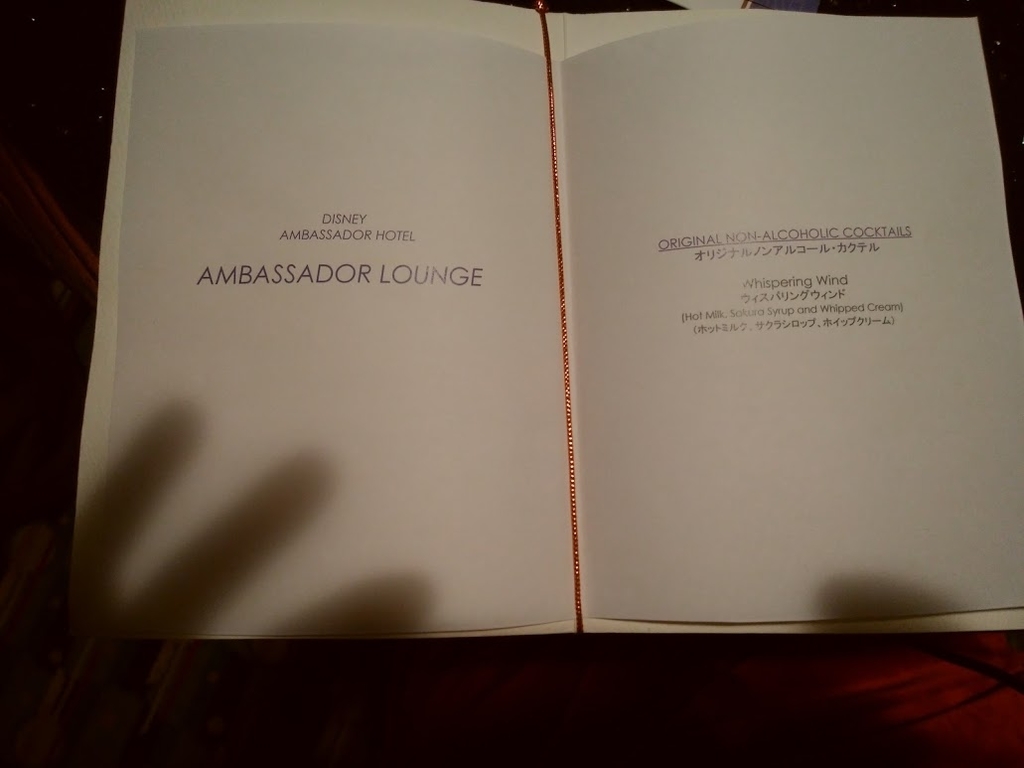 DISNEY
AMBASSADOR HOTEL
AMBASSADOR LOUNGE
ORIGINAL NON-ALCOHOLIC COCKTAILS
オリジナルノンアルコール・カクテル
Whispering Wind
ウィスパリングウィンド
(Hot Milk, Sakura Syrup and Whipped Cream)
(ホットミルク、サクラシロップ、ホイップクリーム)